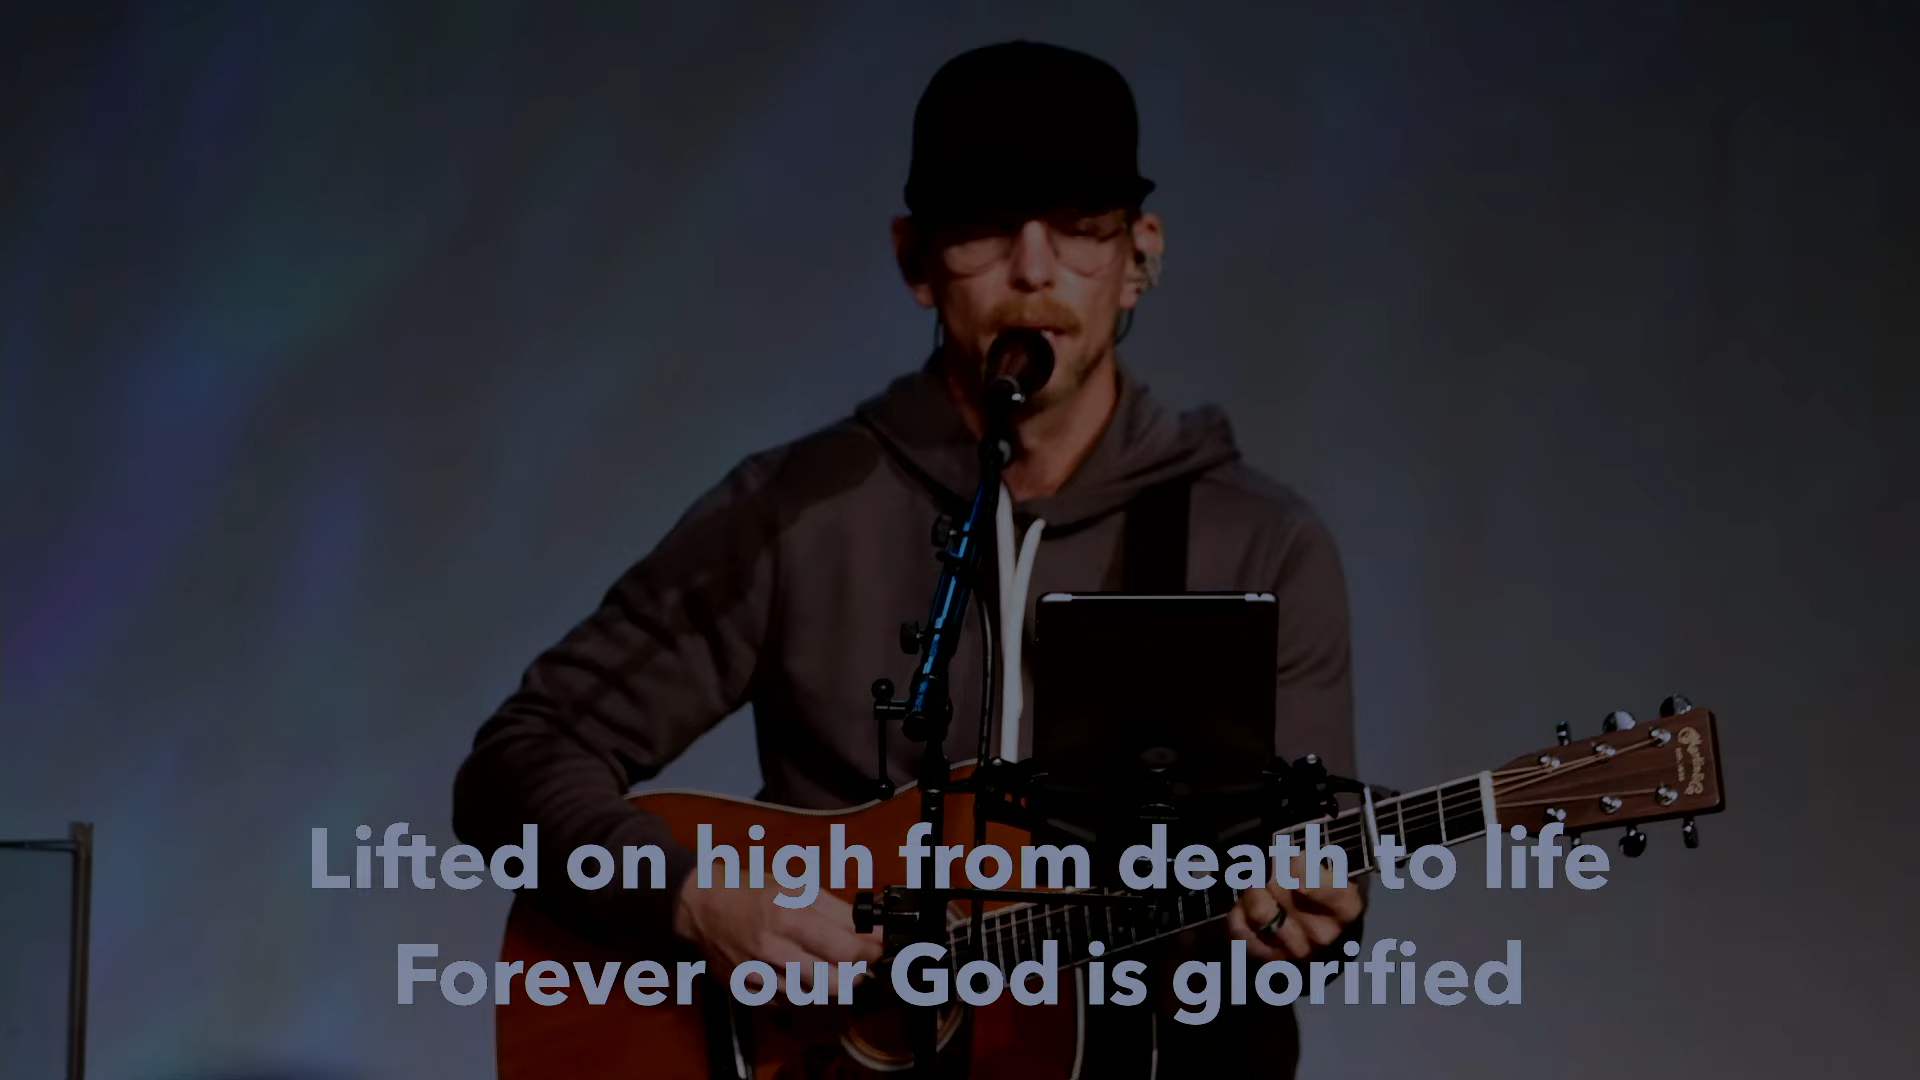 Lifted on high from death to life
Forever our God is glorified